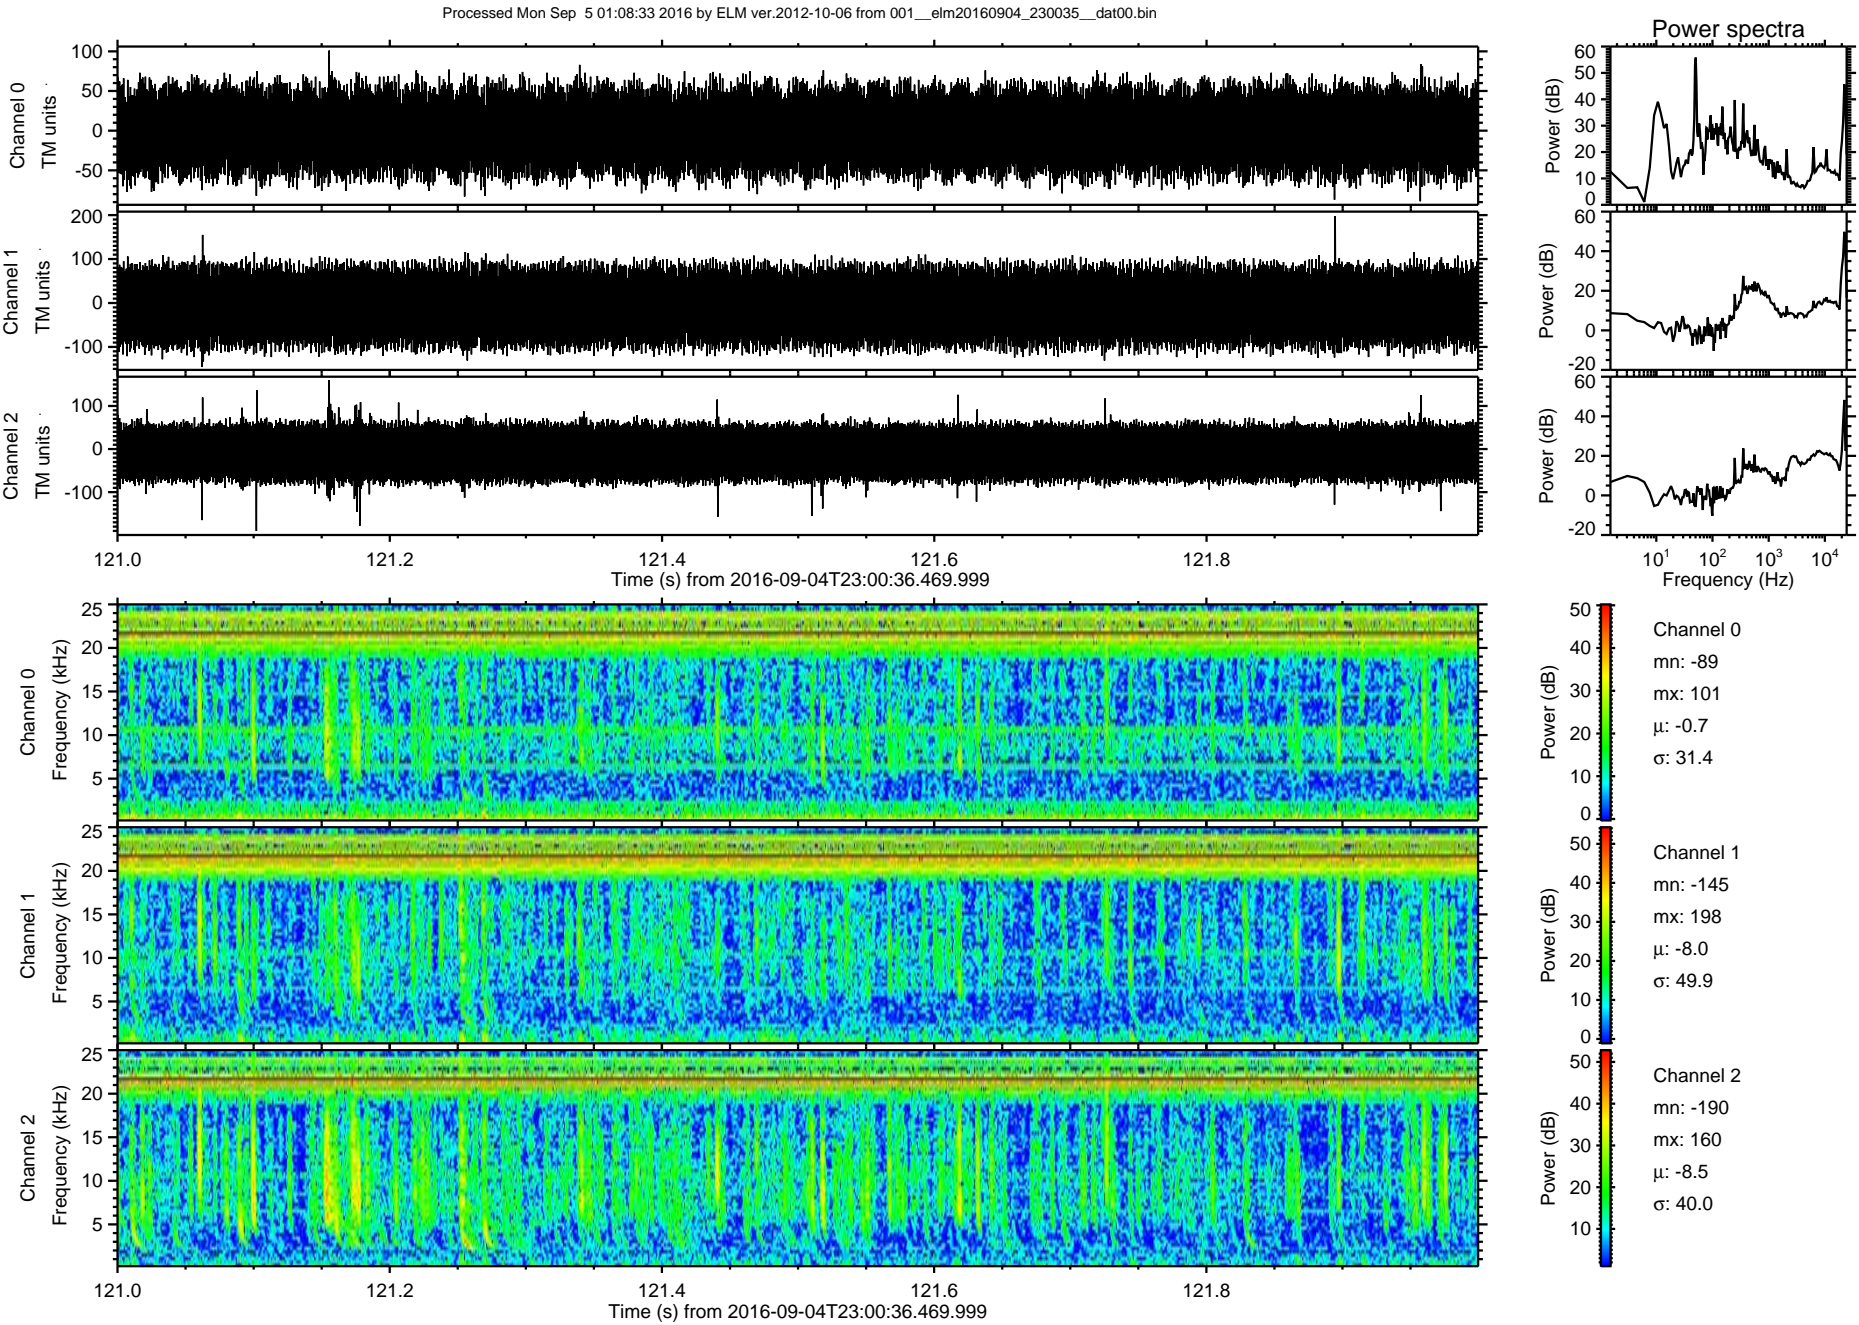 Processed Mon Sep 5 01:08:33 2016 by ELM ver.2012-10-06 from 001__elm20160904_230035__dat00.bin
Power spectra
Channel 0
TM units
100
50
0
-50
Power (dB)
60
50
40
30
20
10
0
Channel 1
TM units
200
100
0
-100
Power (dB)
60
40
20
0
-20
Channel 2
TM units
100
0
-100
Power (dB)
60
40
20
0
-20
121.0 121.2 121.4 121.6 121.8
Time (s) from 2016-09-04T23:00:36.469.999
10^1 10^2 10^3 10^4
Frequency (Hz)
Channel 0
Frequency (kHz)
25
20
15
10
5
Power (dB)
50
40
30
20
10
0
Channel 0
mn: -89
mx: 101
μ: -0.7
σ: 31.4
Channel 1
Frequency (kHz)
25
20
15
10
5
Power (dB)
50
40
30
20
10
0
Channel 1
mn: -145
mx: 198
μ: -8.0
σ: 49.9
Channel 2
Frequency (kHz)
25
20
15
10
5
Power (dB)
50
40
30
20
10
Channel 2
mn: -190
mx: 160
μ: -8.5
σ: 40.0
121.0 121.2 121.4 121.6 121.8
Time (s) from 2016-09-04T23:00:36.469.999